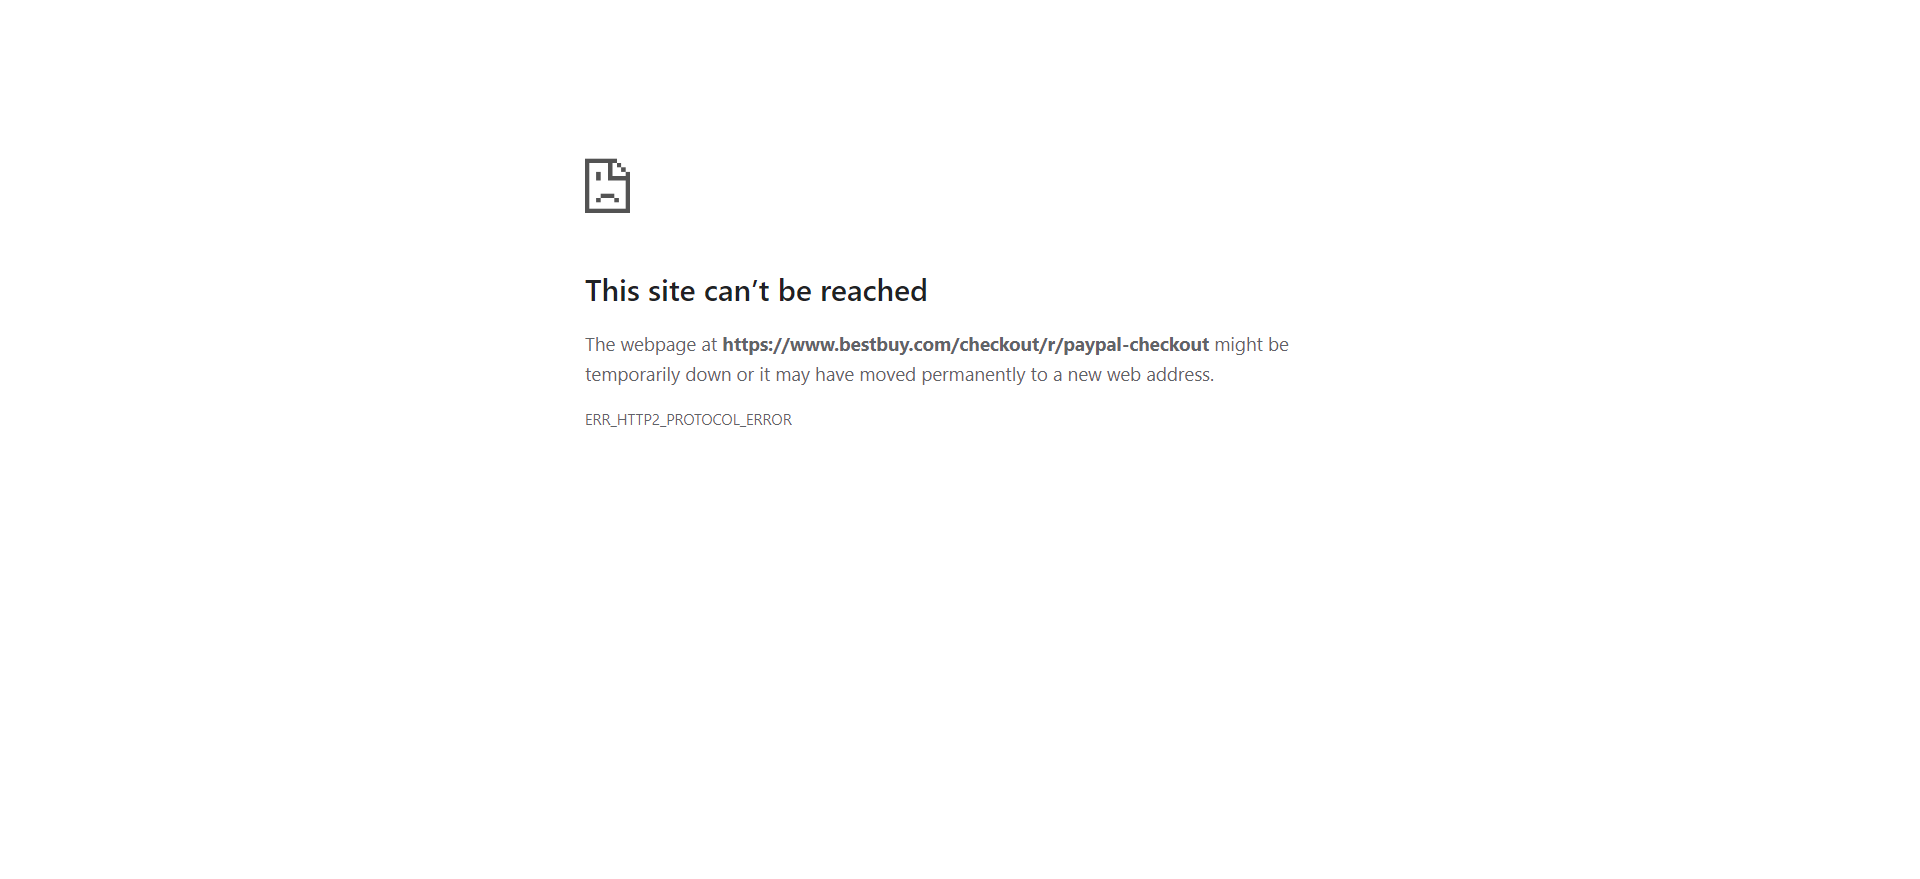 This site can’t be reached
The webpage at https://www.bestbuy.com/checkout/r/paypal-checkout might be
temporarily down or it may have moved permanently to a new web address.
ERR_HTTP2_PROTOCOL_ERROR